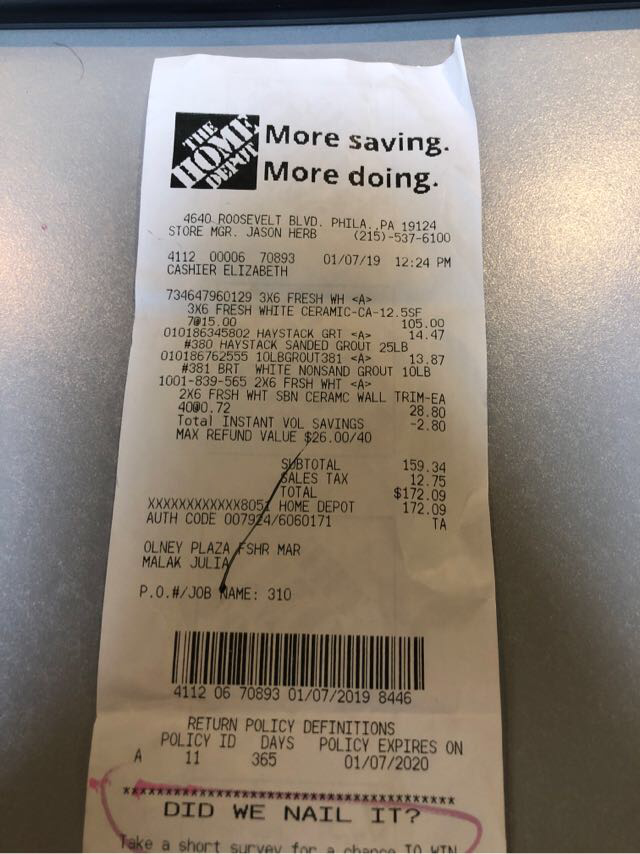 THE
HOME
DEPOT
More saving.
More doing.
4640 ROOSEVELT BLVD. PHILA., PA 19124
STORE MGR. JASON HERB (215)-537-6100
4112 00006 70893 01/07/19 12:24 PM
CASHIER ELIZABETH
734647960129 3X6 FRESH WH <A>
3X6 FRESH WHITE CERAMIC-CA-12.5SF
7@15.00 105.00
010186345802 HAYSTACK GRT <A> 14.47
#380 HAYSTACK SANDED GROUT 25LB
010186762555 10LBGROUT381 <A> 13.87
#381 BRT WHITE NONSAND GROUT 10LB
1001-839-565 2X6 FRSH WHT <A>
2X6 FRSH WHT SBN CERAMC WALL TRIM-EA
40@0.72 28.80
Total INSTANT VOL SAVINGS -2.80
MAX REFUND VALUE $26.00/40
SUBTOTAL 159.34
SALES TAX 12.75
TOTAL $172.09
XXXXXXXXXXXX8051 HOME DEPOT 172.09
AUTH CODE 007924/6060171 TA
OLNEY PLAZA FSHR MAR
MALAK JULIA
P.O.#/JOB NAME: 310
4112 06 70893 01/07/2019 8446
RETURN POLICY DEFINITIONS
POLICY ID DAYS POLICY EXPIRES ON
A 11 365 01/07/2020
DID WE NAIL IT?
Take a short survey for a chance TO WIN